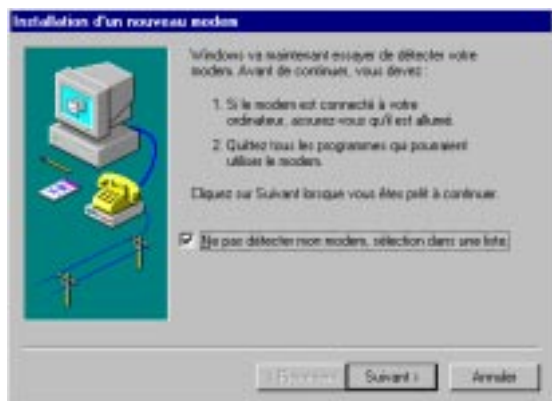 Installation d'un nouveau modem
Windows va maintenant essayer de détecter votre
modem. Avant de continuer, vous devez :
1. Si le modem est connecté à votre
ordinateur, assurez-vous qu'il est allumé.
2. Quittez tous les programmes qui pourraient
utiliser le modem.
Cliquez sur Suivant lorsque vous êtes prêt à continuer.
Ne pas détecter mon modem, sélection dans une liste.
Suivant >
Annuler